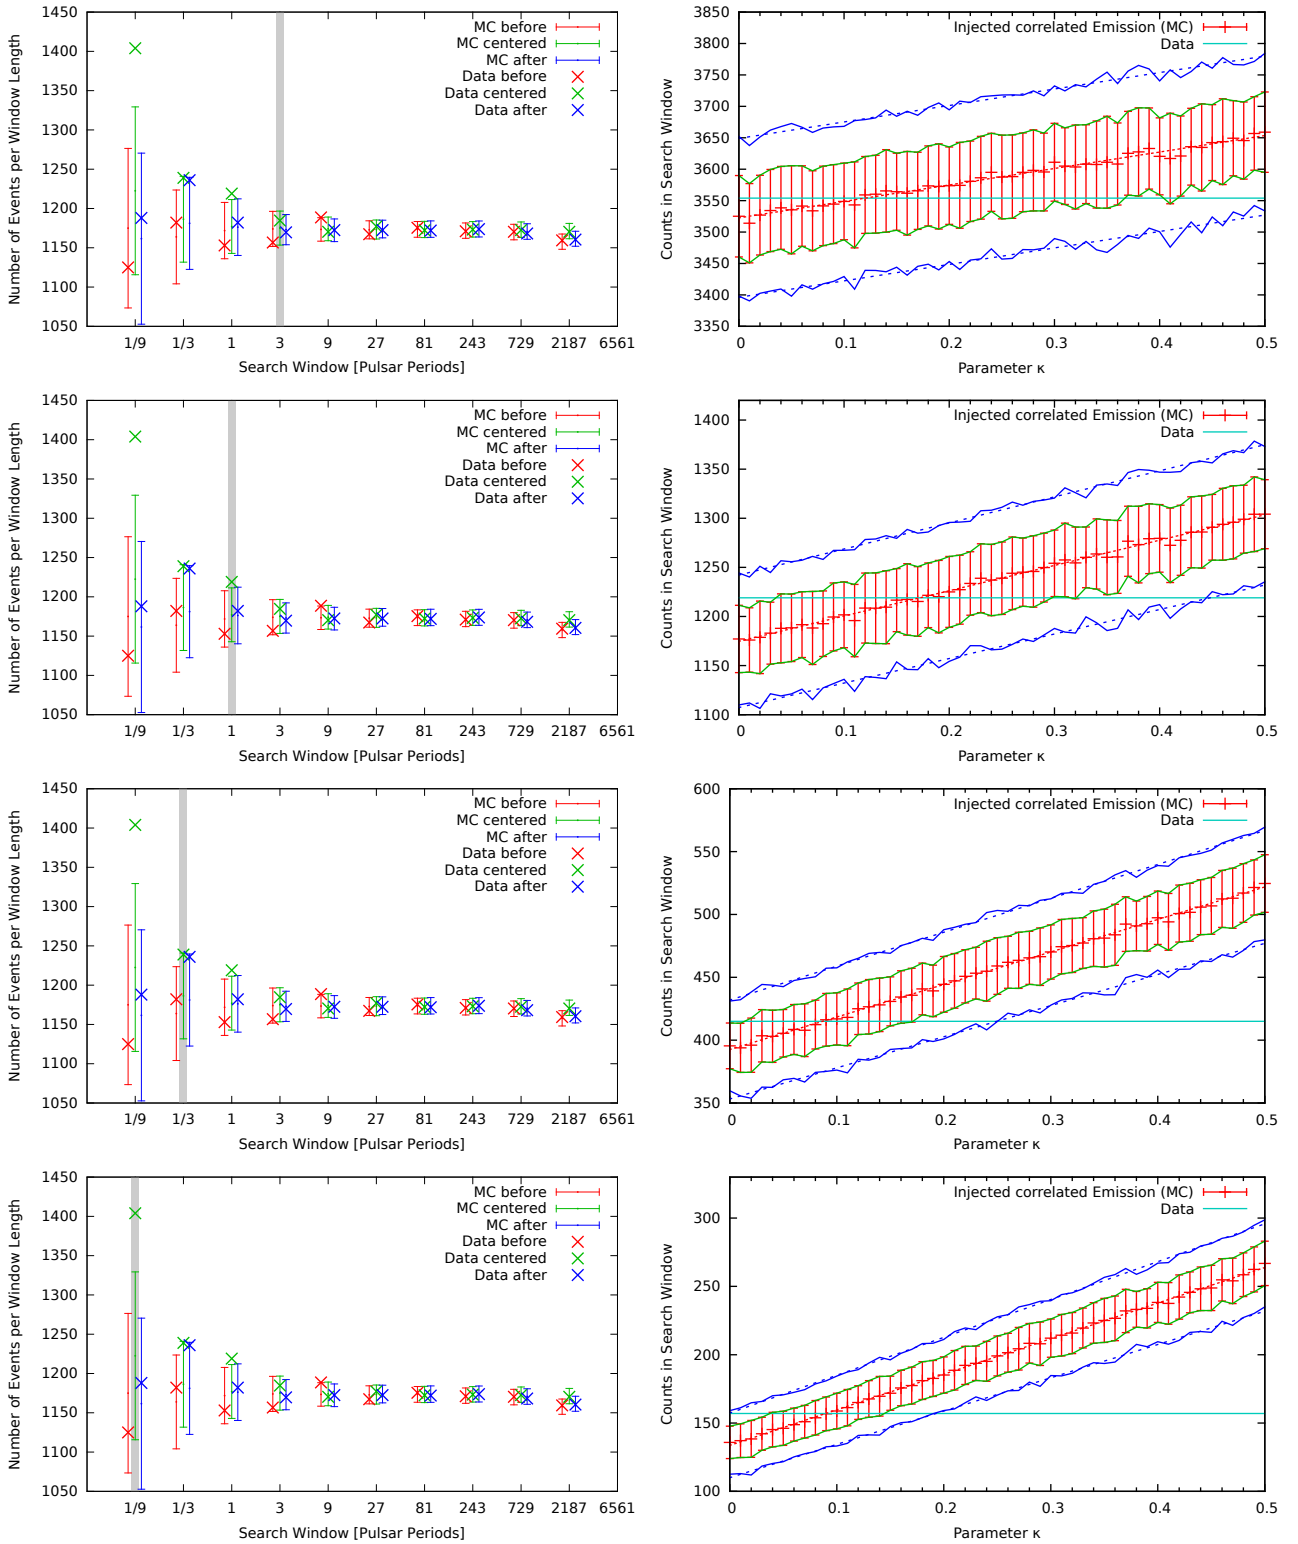 Number of Events per Window Length
1450
1400
1350
1300
1250
1200
1150
1100
1050
1/9 1/3 1 3 9 27 81 243 729 2187 6561
Search Window [Pulsar Periods]
MC before
MC centered
MC after
Data before
Data centered
Data after
Counts in Search Window
3850
3800
3750
3700
3650
3600
3550
3500
3450
3400
3350
0 0.1 0.2 0.3 0.4 0.5
Parameter κ
Injected correlated Emission (MC)
Data
Number of Events per Window Length
1450
1400
1350
1300
1250
1200
1150
1100
1050
1/9 1/3 1 3 9 27 81 243 729 2187 6561
Search Window [Pulsar Periods]
MC before
MC centered
MC after
Data before
Data centered
Data after
Counts in Search Window
1400
1350
1300
1250
1200
1150
1100
0 0.1 0.2 0.3 0.4 0.5
Parameter κ
Injected correlated Emission (MC)
Data
Number of Events per Window Length
1450
1400
1350
1300
1250
1200
1150
1100
1050
1/9 1/3 1 3 9 27 81 243 729 2187 6561
Search Window [Pulsar Periods]
MC before
MC centered
MC after
Data before
Data centered
Data after
Counts in Search Window
600
550
500
450
400
350
0 0.1 0.2 0.3 0.4 0.5
Parameter κ
Injected correlated Emission (MC)
Data
Number of Events per Window Length
1450
1400
1350
1300
1250
1200
1150
1100
1050
1/9 1/3 1 3 9 27 81 243 729 2187 6561
Search Window [Pulsar Periods]
MC before
MC centered
MC after
Data before
Data centered
Data after
Counts in Search Window
300
250
200
150
100
0 0.1 0.2 0.3 0.4 0.5
Parameter κ
Injected correlated Emission (MC)
Data